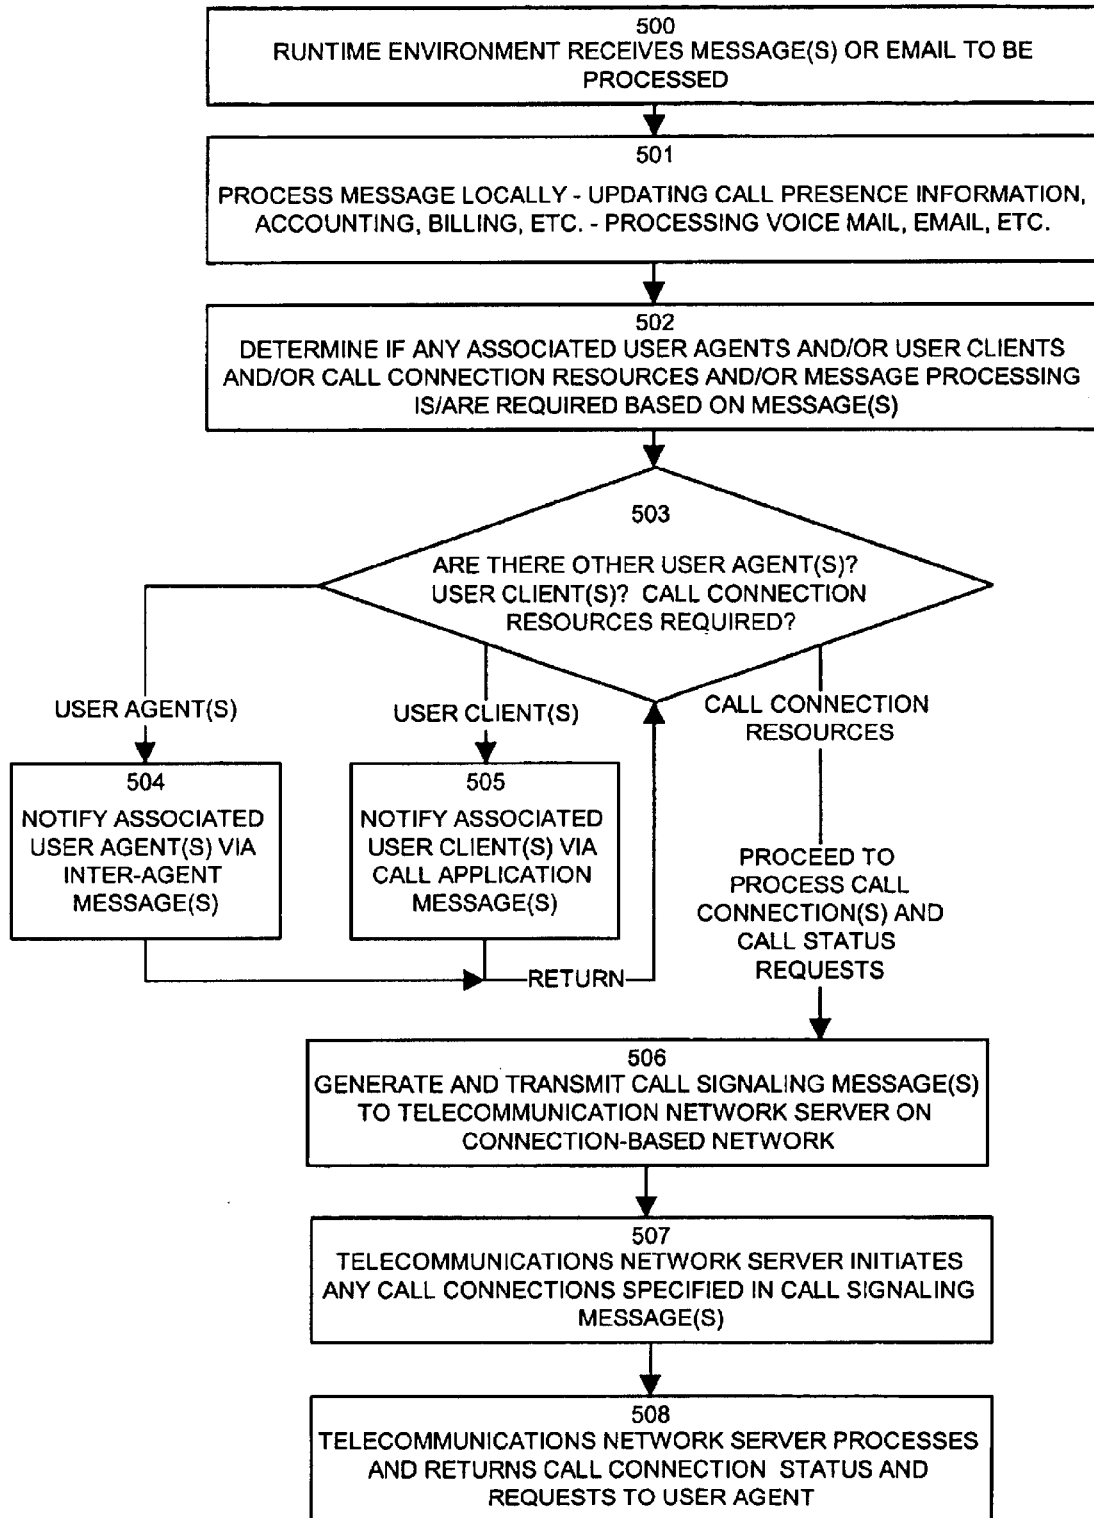 500
RUNTIME ENVIRONMENT RECEIVES MESSAGE(S) OR EMAIL TO BE
PROCESSED
501
PROCESS MESSAGE LOCALLY - UPDATING CALL PRESENCE INFORMATION,
ACCOUNTING, BILLING, ETC. - PROCESSING VOICE MAIL, EMAIL, ETC.
502
DETERMINE IF ANY ASSOCIATED USER AGENTS AND/OR USER CLIENTS
AND/OR CALL CONNECTION RESOURCES AND/OR MESSAGE PROCESSING
IS/ARE REQUIRED BASED ON MESSAGE(S)
503
ARE THERE OTHER USER AGENT(S)?
USER CLIENT(S)? CALL CONNECTION
RESOURCES REQUIRED?
USER AGENT(S)
USER CLIENT(S)
CALL CONNECTION
RESOURCES
504
NOTIFY ASSOCIATED
USER AGENT(S) VIA
INTER-AGENT
MESSAGE(S)
505
NOTIFY ASSOCIATED
USER CLIENT(S) VIA
CALL APPLICATION
MESSAGE(S)
PROCEED TO
PROCESS CALL
CONNECTION(S) AND
CALL STATUS
REQUESTS
RETURN
506
GENERATE AND TRANSMIT CALL SIGNALING MESSAGE(S)
TO TELECOMMUNICATION NETWORK SERVER ON
CONNECTION-BASED NETWORK
507
TELECOMMUNICATIONS NETWORK SERVER INITIATES
ANY CALL CONNECTIONS SPECIFIED IN CALL SIGNALING
MESSAGE(S)
508
TELECOMMUNICATIONS NETWORK SERVER PROCESSES
AND RETURNS CALL CONNECTION STATUS AND
REQUESTS TO USER AGENT